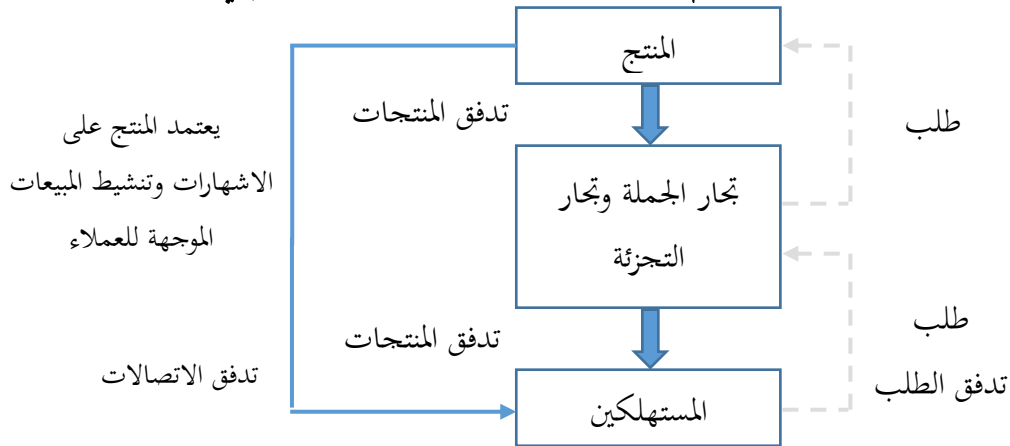 المنتج
تدفق المنتجات
طلب
يعتمد المنتج على
الاشهارات وتنشيط المبيعات
الموجهة للعملاء
تجار الجملة وتجار
التجزئة
تدفق المنتجات
طلب
تدفق الطلب
تدفق الاتصالات
المستهلكين